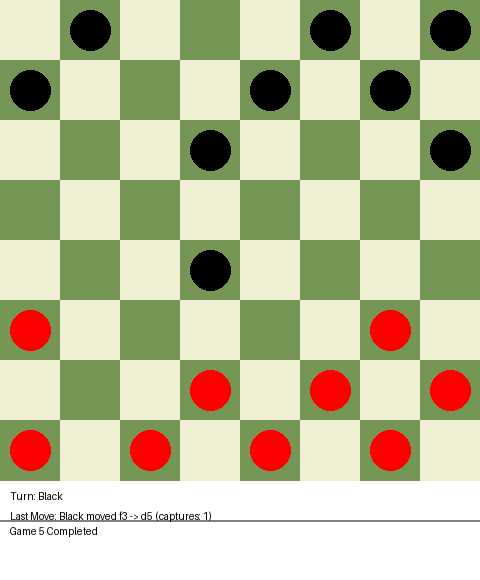 Turn: Black
Last Move: Black moved f3 -> d5 (captures: 1)
Game 5 Completed